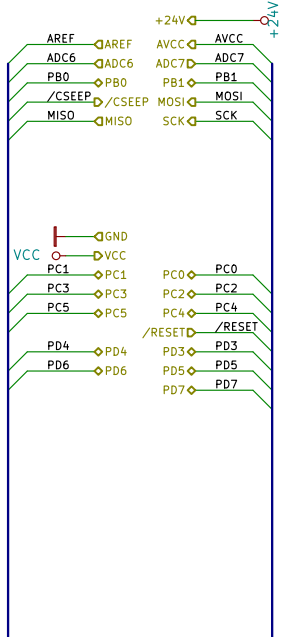 +24V +24V
AREF AREF AVCC AVCC
ADC6 ADC6 ADC7 ADC7
PB0 PB0 PB1 PB1
/CSEEP /CSEEP MOSI MOSI
MISO MISO SCK SCK
GND
VCC VCC
PC1 PC1 PC0 PC0
PC3 PC3 PC2 PC2
PC5 PC5 PC4 PC4
/RESET /RESET
PD4 PD4 PD3 PD3
PD6 PD6 PD5 PD5
PD7 PD7